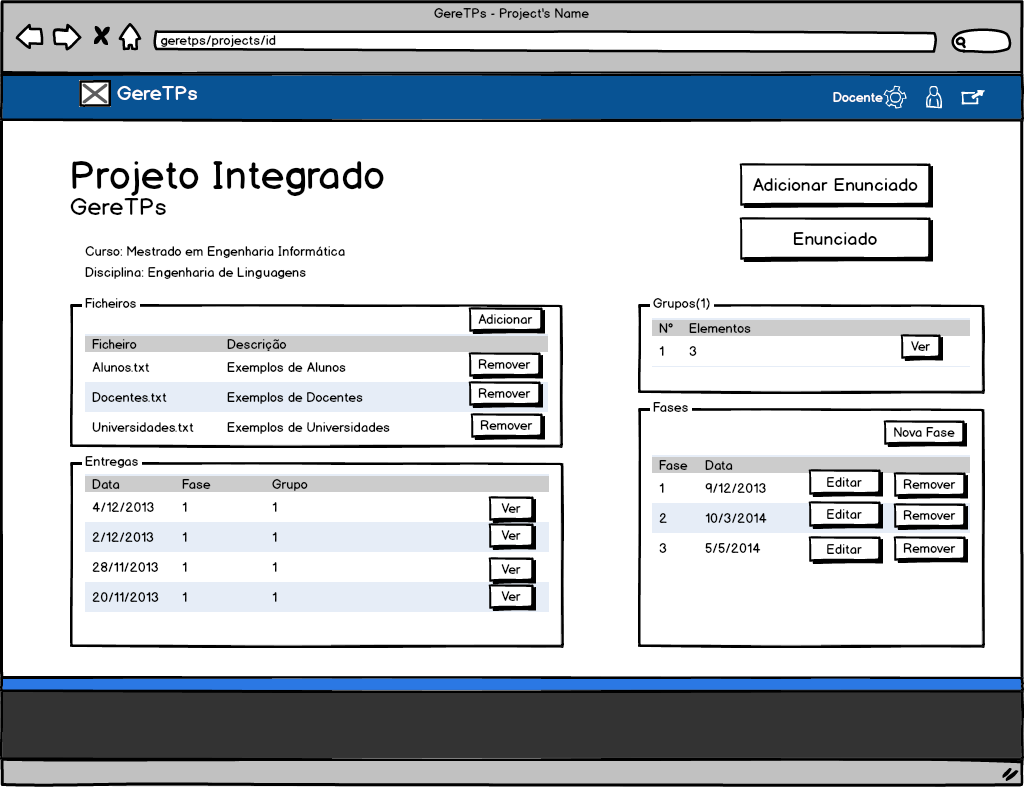 GereTPs - Project's Name
geretps/projects/id
GereTPs
Docente
Projeto Integrado
GereTPs
Adicionar Enunciado
Enunciado
Curso: Mestrado em Engenharia Informática
Disciplina: Engenharia de Linguagens
Ficheiros
Adicionar
Ficheiro Descrição
Alunos.txt Exemplos de Alunos Remover
Docentes.txt Exemplos de Docentes Remover
Universidades.txt Exemplos de Universidades Remover
Entregas
Data Fase Grupo
4/12/2013 1 1 Ver
2/12/2013 1 1 Ver
28/11/2013 1 1 Ver
20/11/2013 1 1 Ver
Grupos(1)
Nº Elementos
1 3 Ver
Fases
Nova Fase
Fase Data
1 9/12/2013 Editar Remover
2 10/3/2014 Editar Remover
3 5/5/2014 Editar Remover